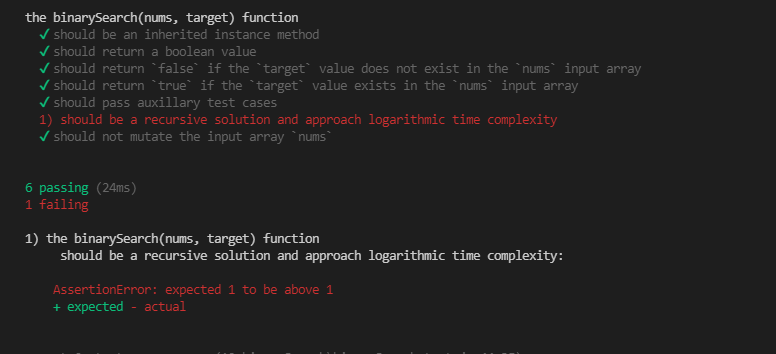 the binarySearch(nums, target) function
✓ should be an inherited instance method
✓ should return a boolean value
✓ should return `false` if the `target` value does not exist in the `nums` input array
✓ should return `true` if the `target` value exists in the `nums` input array
✓ should pass auxillary test cases
1) should be a recursive solution and approach logarithmic time complexity
✓ should not mutate the input array `nums`
6 passing (24ms)
1 failing
1) the binarySearch(nums, target) function
should be a recursive solution and approach logarithmic time complexity:
AssertionError: expected 1 to be above 1
+ expected - actual